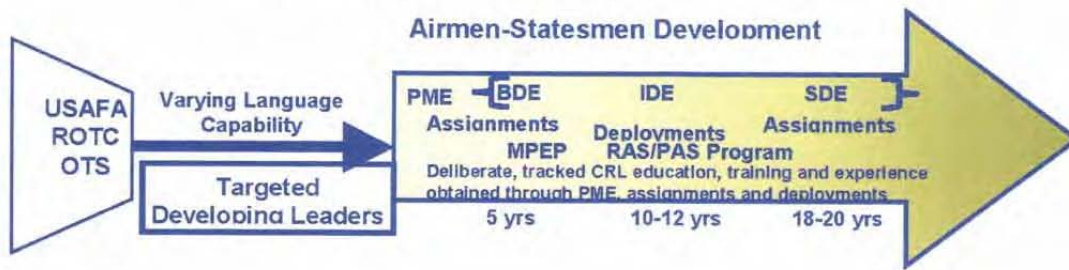 Airmen-Statesmen Development
USAFA
ROTC
OTS
Varying Language
Capability
Targeted
Developing Leaders
PME BDE IDE SDE
Assignments Deployments Assignments
MPEP RAS/PAS Program
Deliberate, tracked CRL education, training and experience
obtained through PME, assignments and deployments
5 yrs 10-12 yrs 18-20 yrs